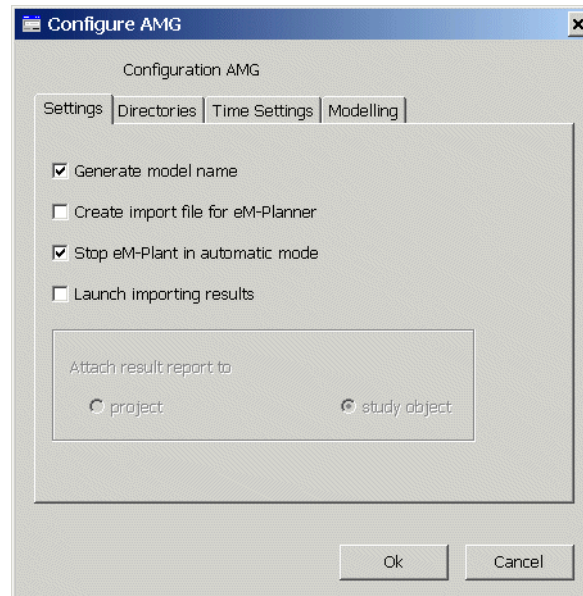 Configure AMG
Configuration AMG
Settings Directories Time Settings Modelling
Generate model name
Create import file for eM-Planner
Stop eM-Plant in automatic mode
Launch importing results
Attach result report to
project study object
Ok Cancel